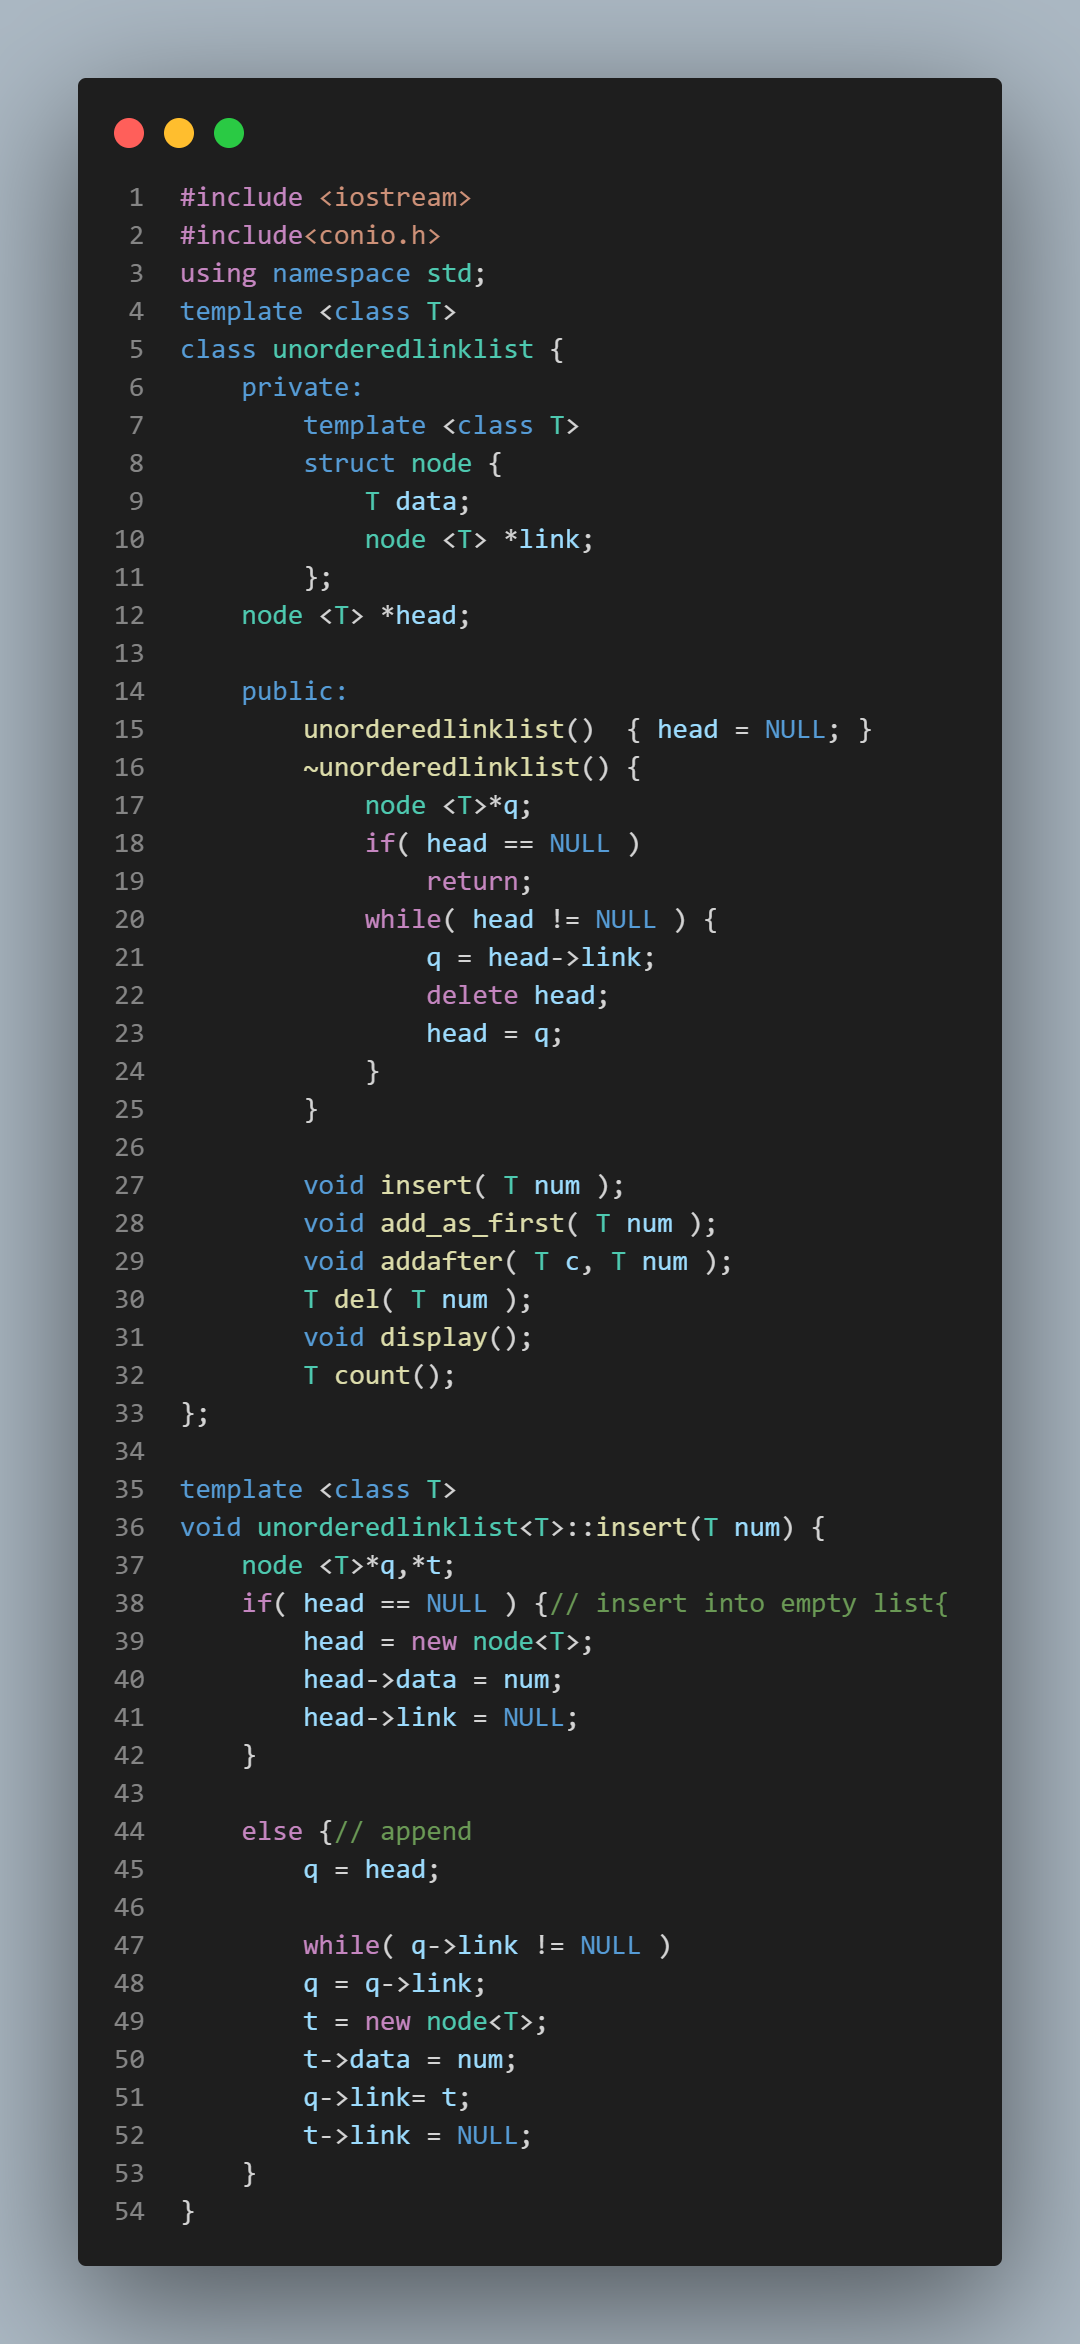 1 #include <iostream>
2 #include<conio.h>
3 using namespace std;
4 template <class T>
5 class unorderedlinklist {
6     private:
7         template <class T>
8         struct node {
9             T data;
10             node <T> *link;
11         };
12     node <T> *head;
13
14     public:
15         unorderedlinklist()  { head = NULL; }
16         ~unorderedlinklist() {
17             node <T>*q;
18             if( head == NULL )
19                 return;
20             while( head != NULL ) {
21                 q = head->link;
22                 delete head;
23                 head = q;
24             }
25         }
26
27         void insert( T num );
28         void add_as_first( T num );
29         void addafter( T c, T num );
30         T del( T num );
31         void display();
32         T count();
33 };
34
35 template <class T>
36 void unorderedlinklist<T>::insert(T num) {
37     node <T>*q,*t;
38     if( head == NULL ) {// insert into empty list{
39         head = new node<T>;
40         head->data = num;
41         head->link = NULL;
42     }
43
44     else {// append
45         q = head;
46
47         while( q->link != NULL )
48         q = q->link;
49         t = new node<T>;
50         t->data = num;
51         q->link= t;
52         t->link = NULL;
53     }
54 }